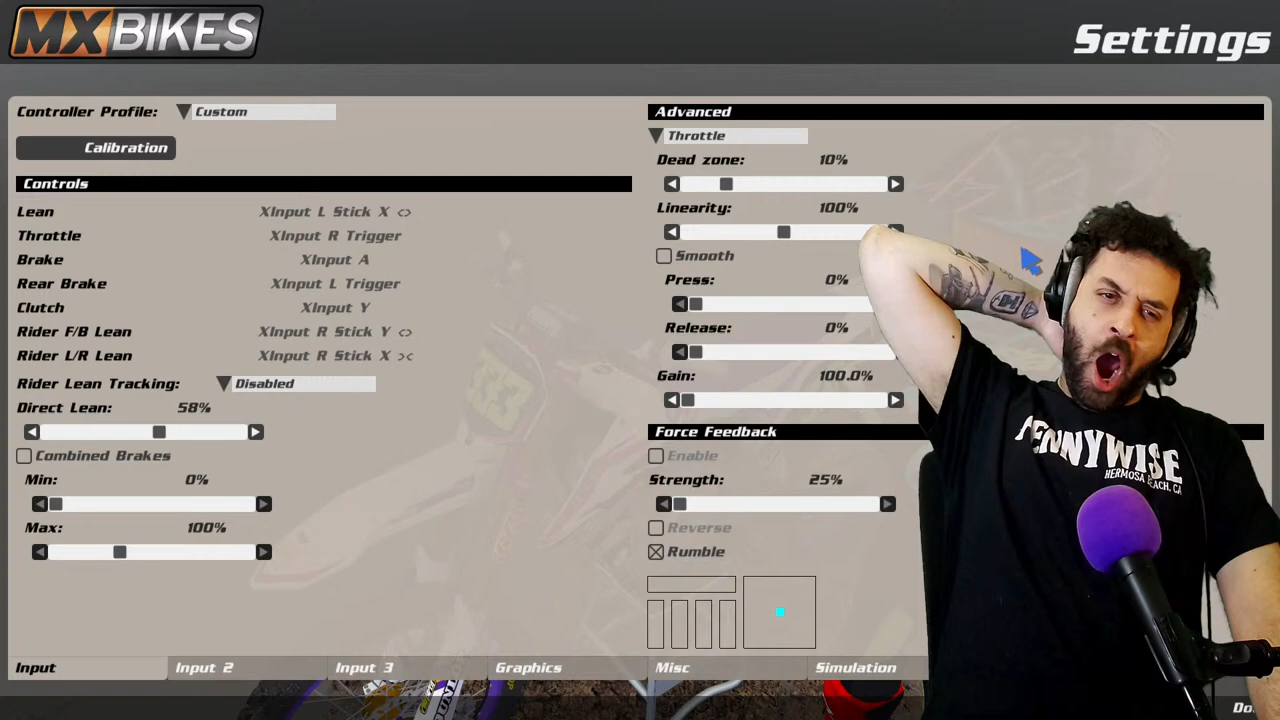 MXBIKES
Settings
Controller Profile: Custom
Calibration
Controls
Lean XInput L Stick X <>
Throttle XInput R Trigger
Brake XInput A
Rear Brake XInput L Trigger
Clutch XInput Y
Rider F/B Lean XInput R Stick Y <>
Rider L/R Lean XInput R Stick X ><
Rider Lean Tracking: Disabled
Direct Lean: 58%
Combined Brakes
Min: 0%
Max: 100%
Advanced
Throttle
Dead zone: 10%
Linearity: 100%
Smooth
Press: 0%
Release: 0%
Gain: 100.0%
Force Feedback
Enable
Strength: 25%
Reverse
Rumble
PENNYWISE
HERMOSA BEACH, CA
Input Input 2 Input 3 Graphics Misc Simulation